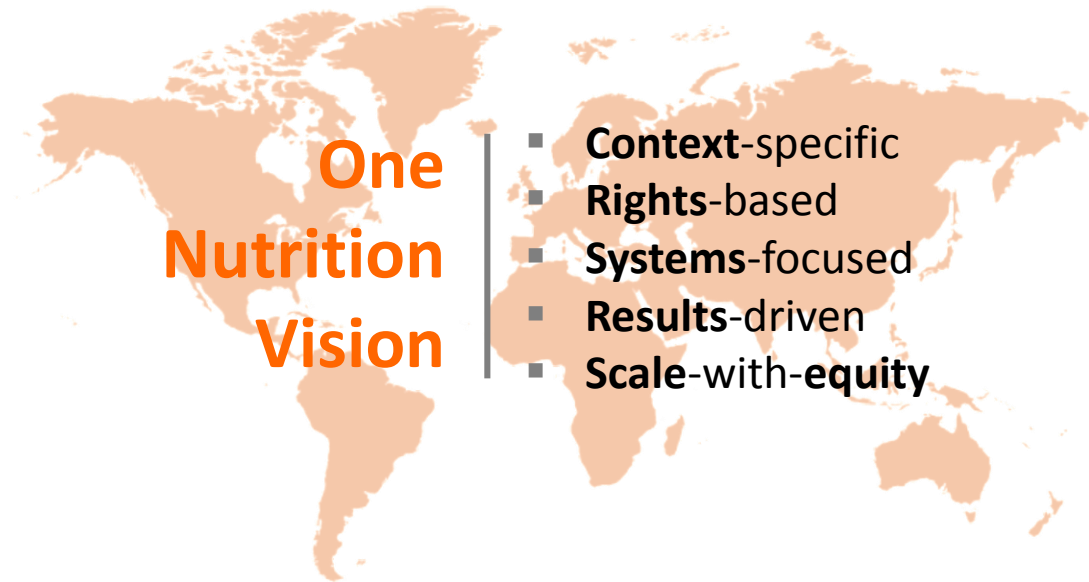 One
Nutrition
Vision
▪ Context-specific
▪ Rights-based
▪ Systems-focused
▪ Results-driven
▪ Scale-with-equity